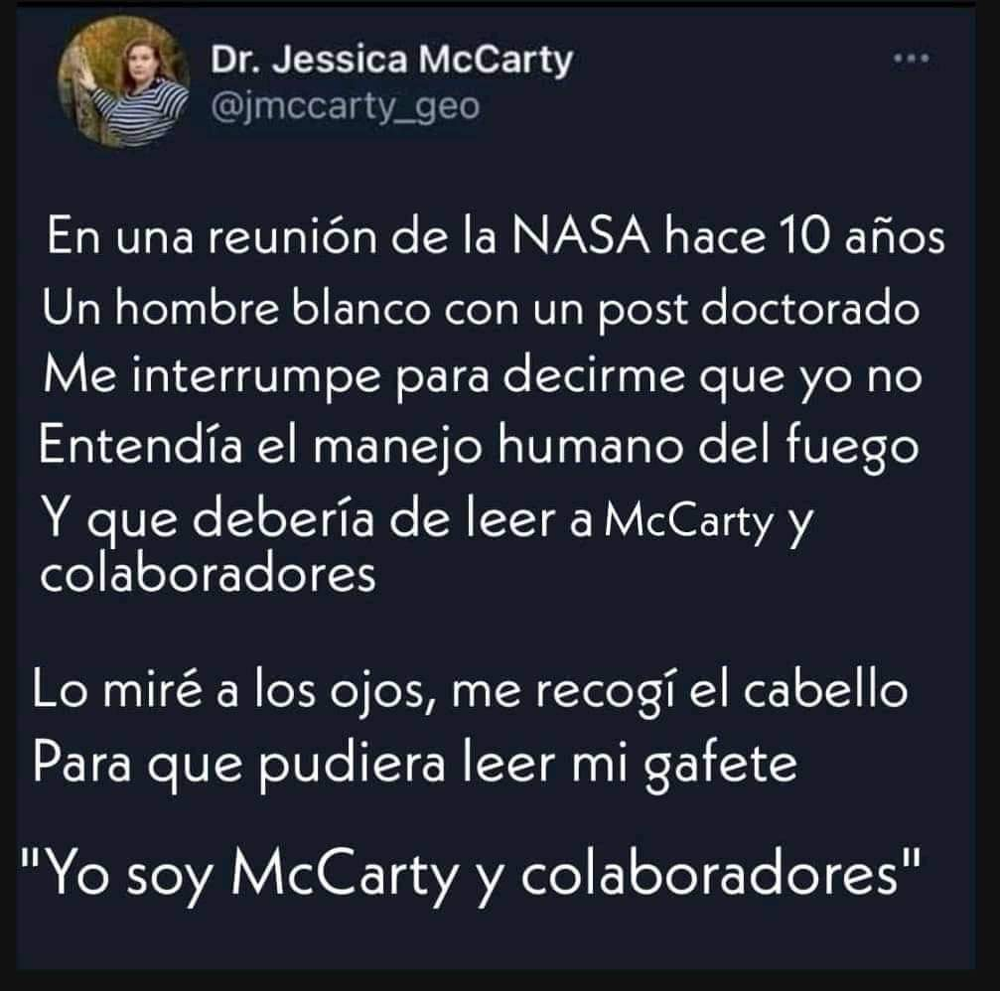 Dr. Jessica McCarty
@jmccarty_geo
En una reunión de la NASA hace 10 años
Un hombre blanco con un post doctorado
Me interrumpe para decirme que yo no
Entendía el manejo humano del fuego
Y que debería de leer a McCarty y
colaboradores
Lo miré a los ojos, me recogí el cabello
Para que pudiera leer mi gafete
"Yo soy McCarty y colaboradores"